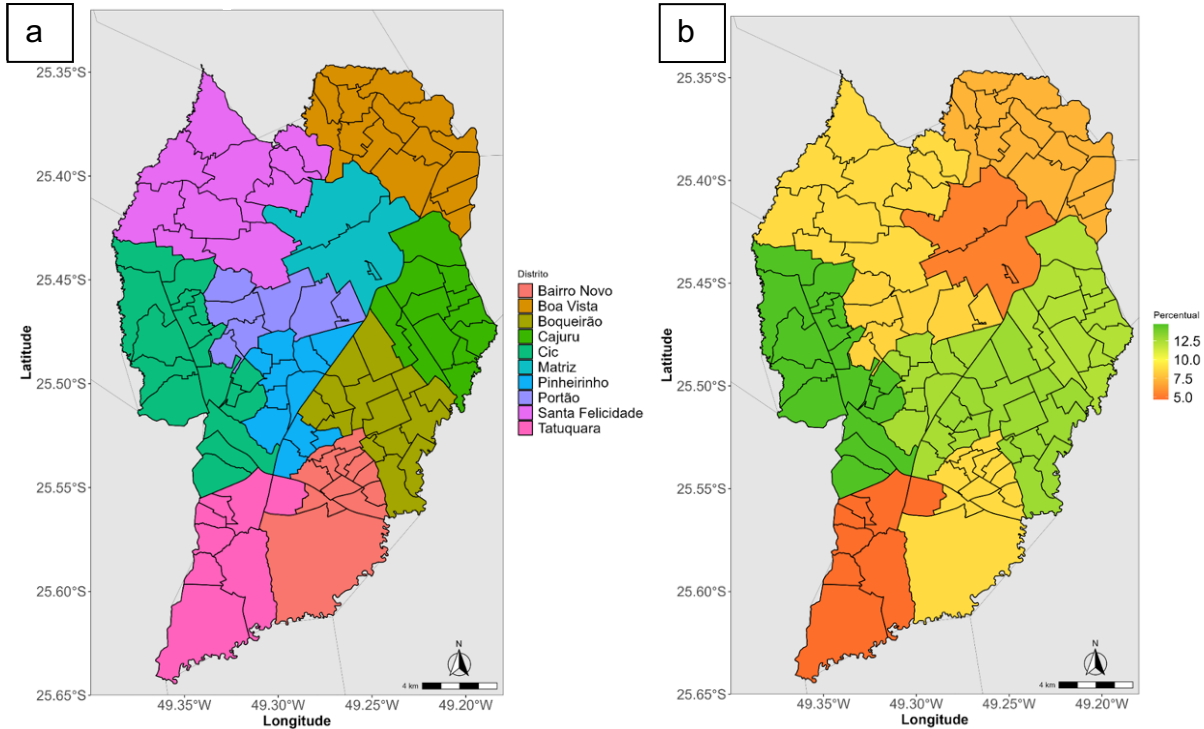 a
25.35°S
25.40°S
25.45°S
25.50°S
25.55°S
25.60°S
25.65°S
Latitude
49.35°W 49.30°W 49.25°W 49.20°W
Longitude
N
4 km
Distrito
Bairro Novo
Boa Vista
Boqueirão
Cajuru
Cic
Matriz
Pinheirinho
Portão
Santa Felicidade
Tatuquara
b
25.35°S
25.40°S
25.45°S
25.50°S
25.55°S
25.60°S
25.65°S
Latitude
49.35°W 49.30°W 49.25°W 49.20°W
Longitude
N
4 km
Percentual
12.5
10.0
7.5
5.0